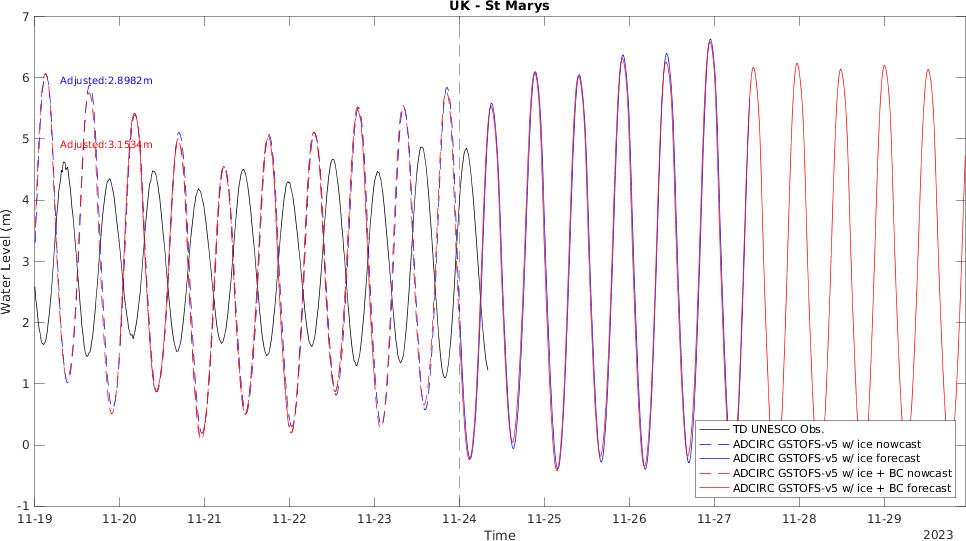 UK - St Marys
7
6
5
4
3
2
1
0
-1
Water Level (m)
Adjusted:2.8982m
Adjusted:3.1534m
TD UNESCO Obs.
ADCIRC GSTOFS-v5 w/ ice nowcast
ADCIRC GSTOFS-v5 w/ ice forecast
ADCIRC GSTOFS-v5 w/ ice + BC nowcast
ADCIRC GSTOFS-v5 w/ ice + BC forecast
11-19 11-20 11-21 11-22 11-23 11-24 11-25 11-26 11-27 11-28 11-29
Time
2023